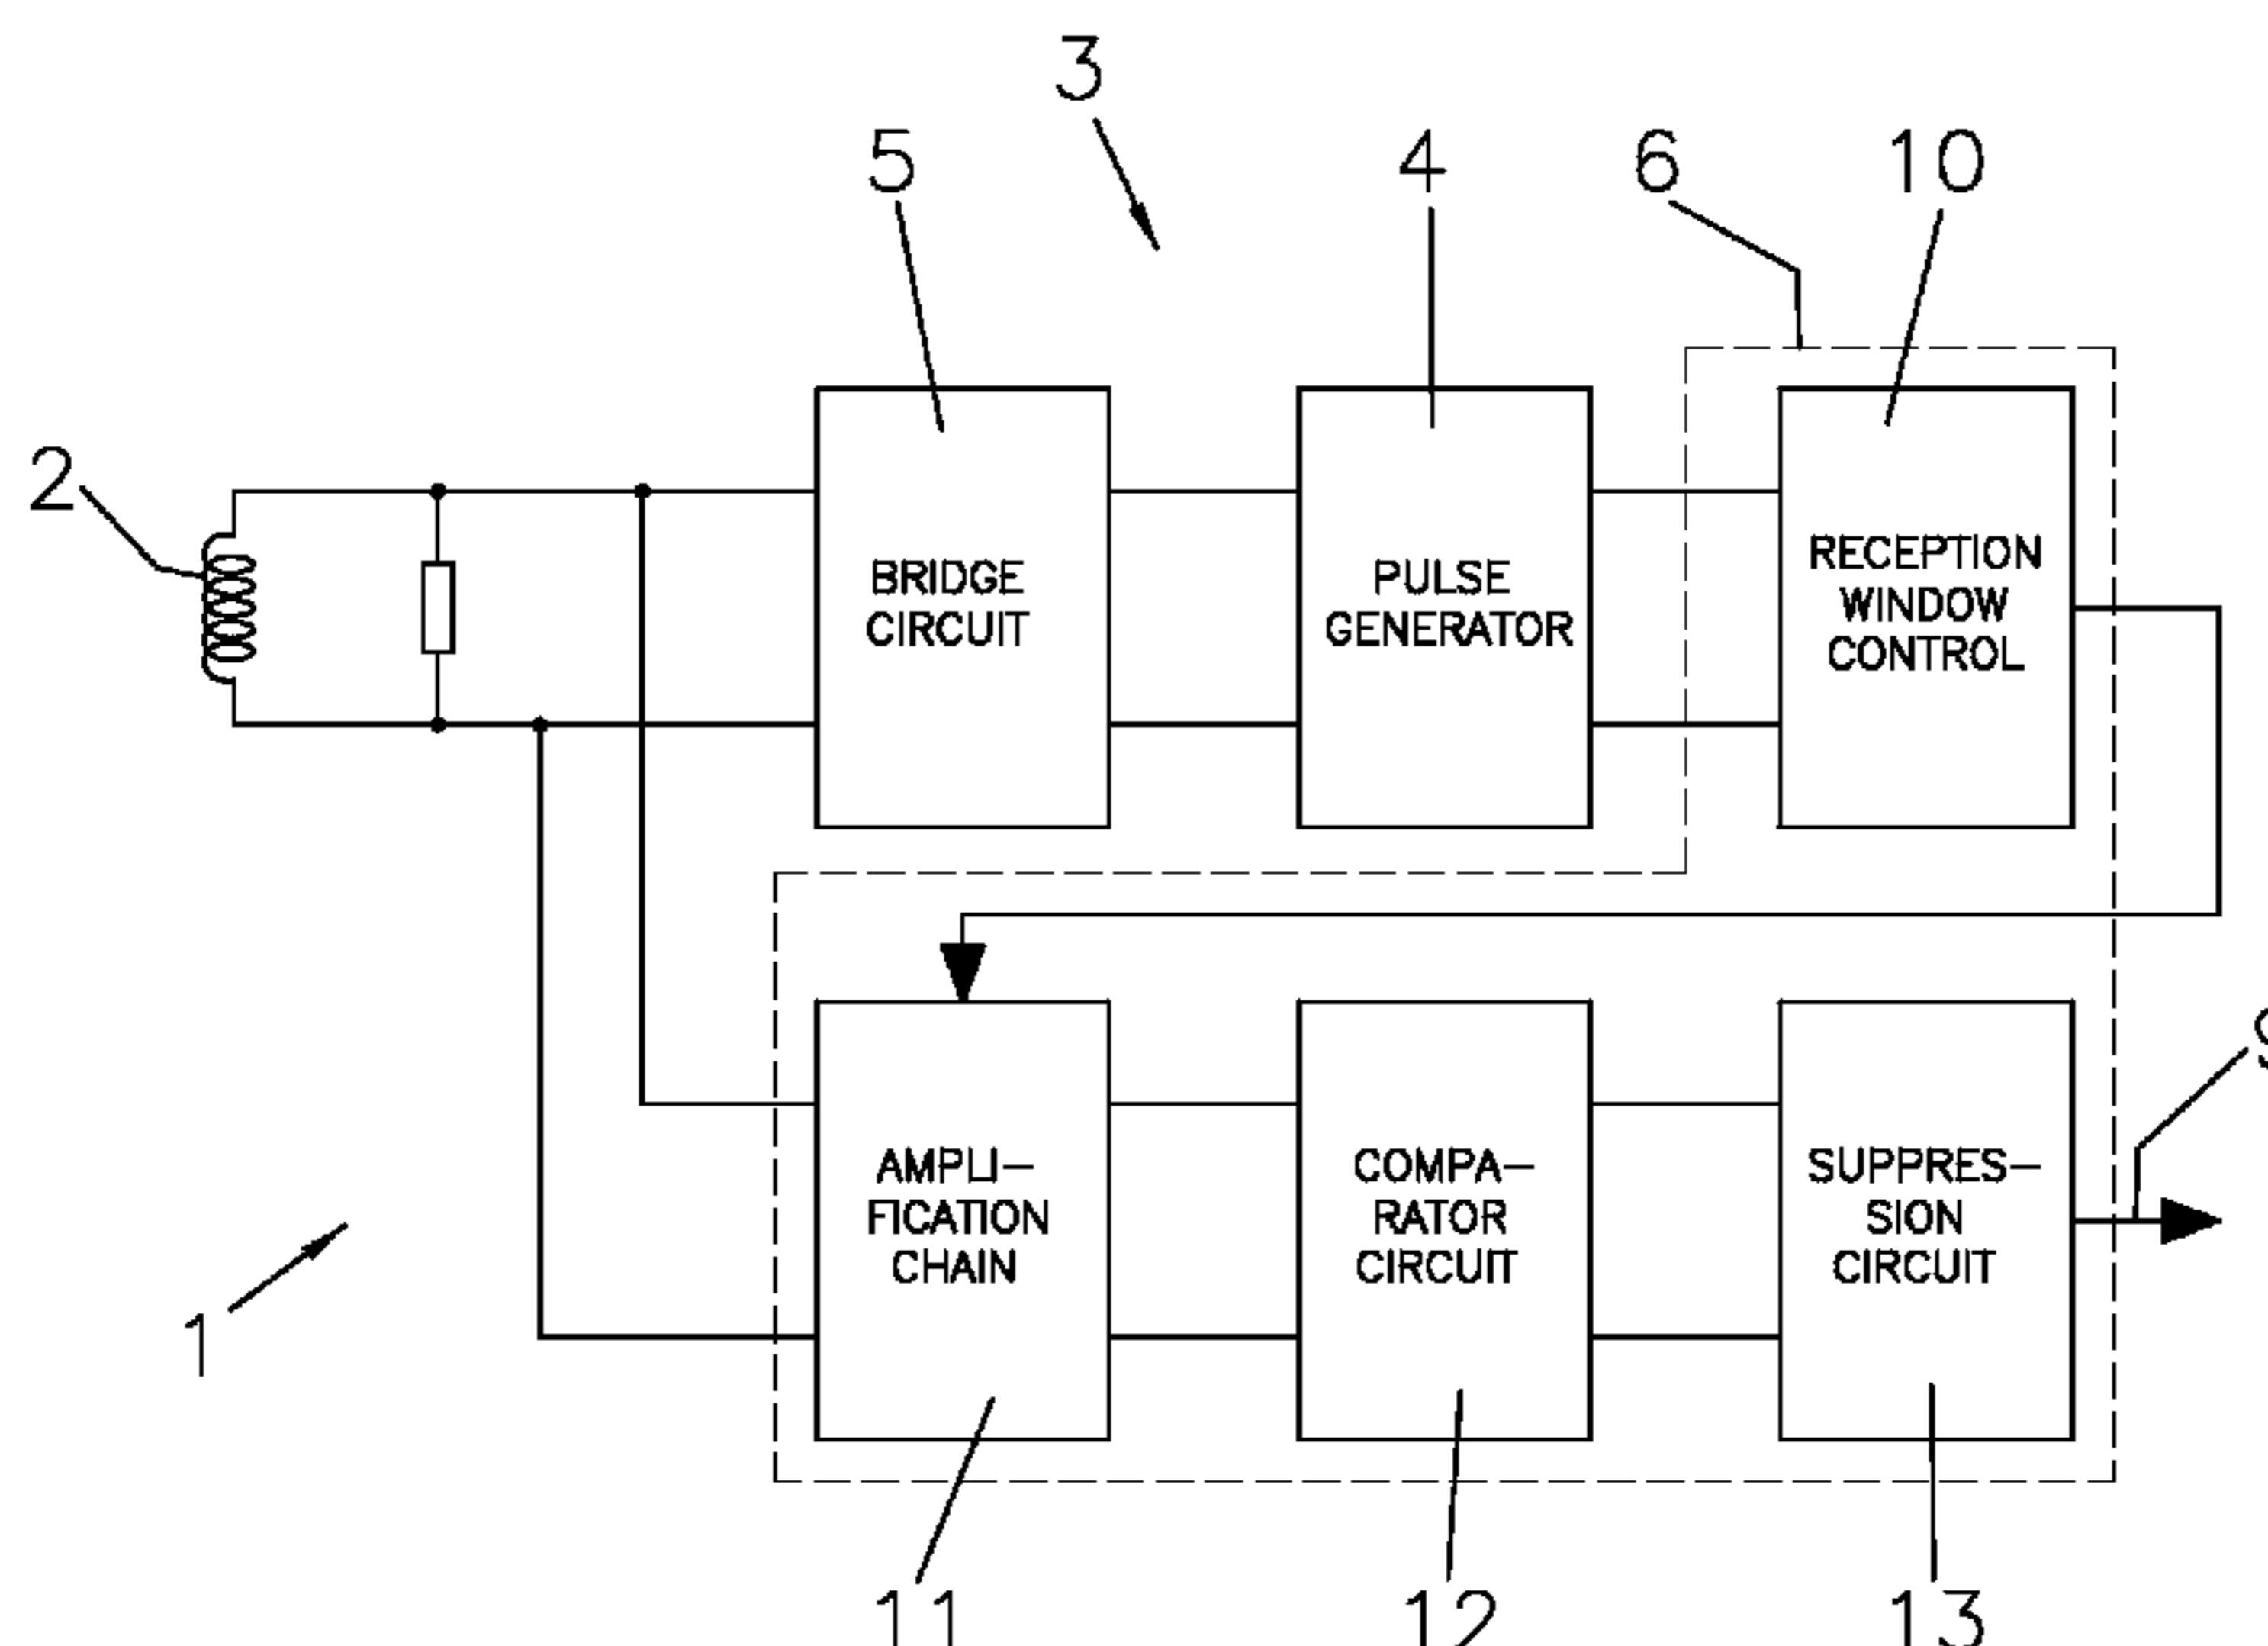 3
5
4
6
10
2
BRIDGE
CIRCUIT
PULSE
GENERATOR
RECEPTION
WINDOW
CONTROL
9
AMPLI-
FICATION
CHAIN
COMPA-
RATOR
CIRCUIT
SUPPRES-
SION
CIRCUIT
1
11
12
13